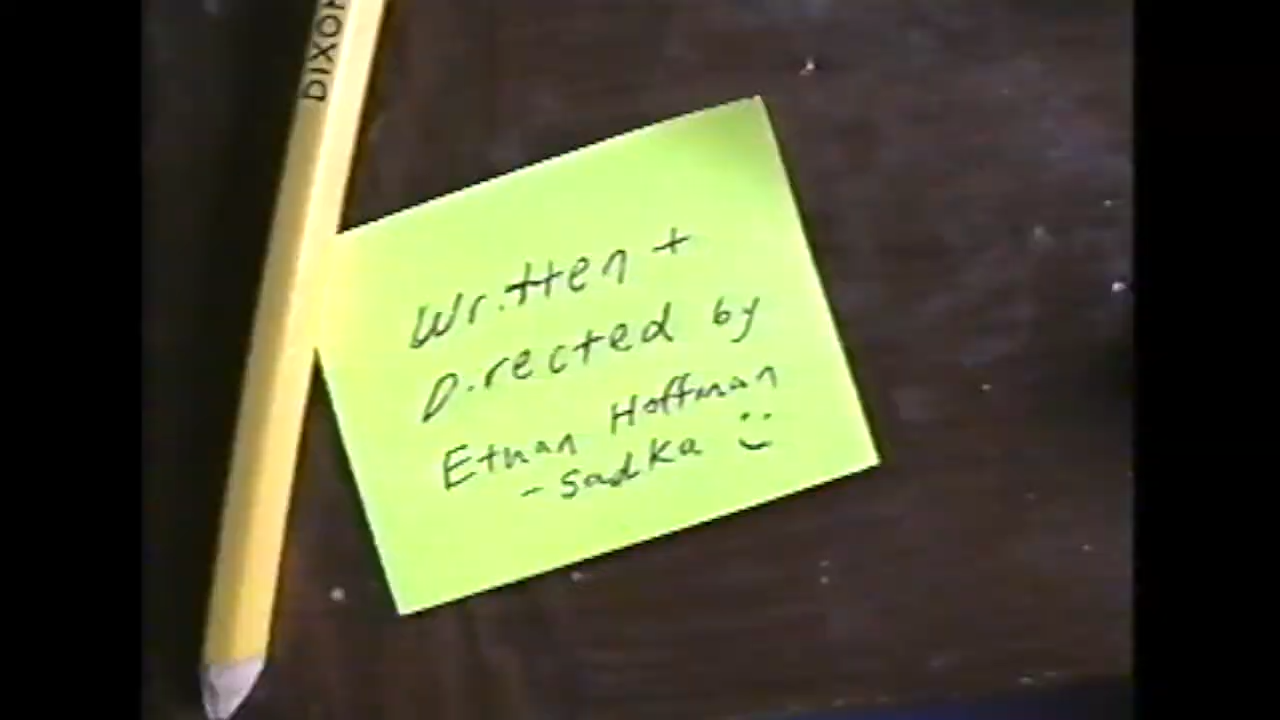 DIXON
Written +
Directed by
Ethan Hoffman
- Sadka :)